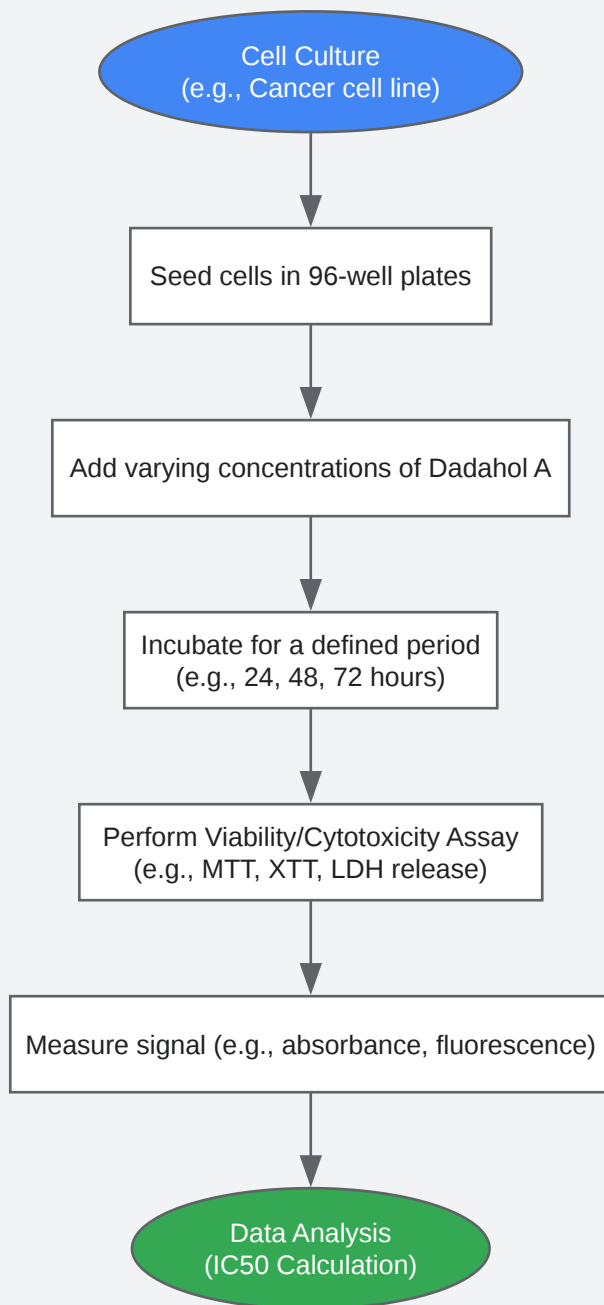 Cell Culture
(e.g., Cancer cell line)
Seed cells in 96-well plates
Add varying concentrations of Dadahol A
Incubate for a defined period
(e.g., 24, 48, 72 hours)
Perform Viability/Cytotoxicity Assay
(e.g., MTT, XTT, LDH release)
Measure signal (e.g., absorbance, fluorescence)
Data Analysis
(IC50 Calculation)